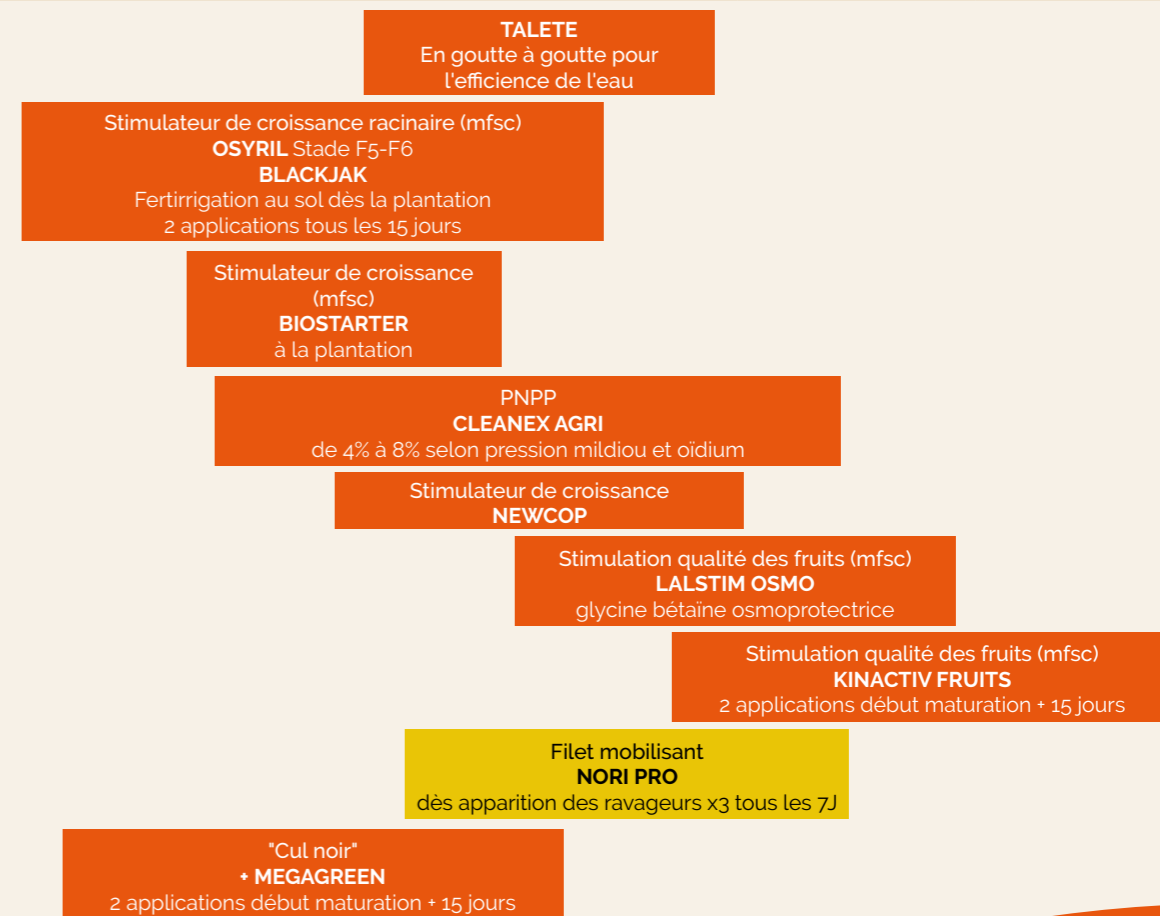 TALETE
En goutte à goutte pour
l'efficience de l'eau
Stimulateur de croissance racinaire (mfsc)
OSYRIL Stade F5-F6
BLACKJAK
Fertirrigation au sol dès la plantation
2 applications tous les 15 jours
Stimulateur de croissance
(mfsc)
BIOSTARTER
à la plantation
PNPP
CLEANEX AGRI
de 4% à 8% selon pression mildiou et oïdium
Stimulateur de croissance
NEWCOP
Stimulation qualité des fruits (mfsc)
LALSTIM OSMO
glycine bétaïne osmoprotectrice
Stimulation qualité des fruits (mfsc)
KINACTIV FRUITS
2 applications début maturation + 15 jours
Filet mobilisant
NORI PRO
dès apparition des ravageurs x3 tous les 7J
"Cul noir"
+ MEGAGREEN
2 applications début maturation + 15 jours